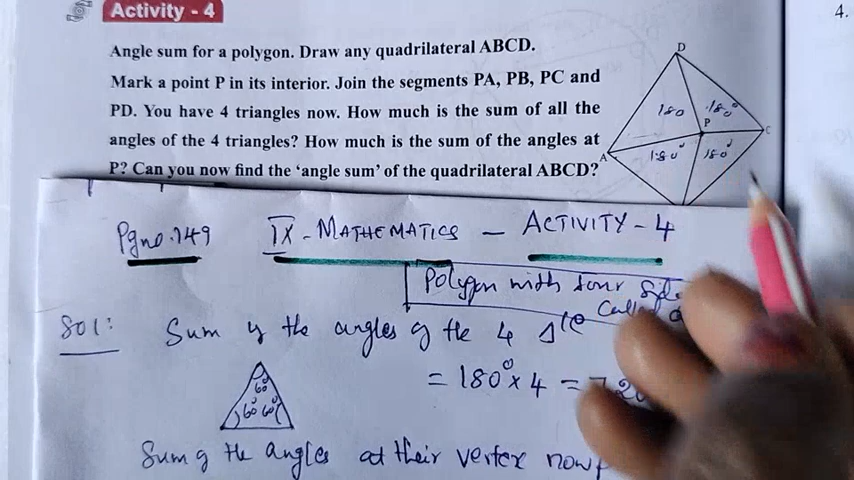 Activity - 4
4.
Angle sum for a polygon. Draw any quadrilateral ABCD.
Mark a point P in its interior. Join the segments PA, PB, PC and
PD. You have 4 triangles now. How much is the sum of all the
angles of the 4 triangles? How much is the sum of the angles at
P? Can you now find the ‘angle sum’ of the quadrilateral ABCD?
D
180 180°
P
C
A
180° 180°
Pg no. 149 IX - MATHEMATICS - ACTIVITY - 4
Polygon with four
Called
Sol: Sum of the angles of the 4 Δle
= 180° x 4 =
60°
60° 60°
Sum of the angles at their vertex now